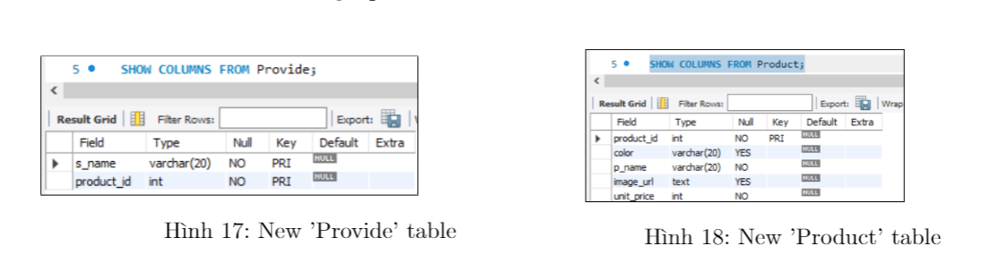 5 SHOW COLUMNS FROM Provide;
Result Grid Filter Rows: Export:
Field Type Null Key Default Extra
s_name varchar(20) NO PRI NULL
product_id int NO PRI NULL
Hình 17: New 'Provide' table
5 SHOW COLUMNS FROM Product;
Result Grid Filter Rows: Export: Wrap
Field Type Null Key Default Extra
product_id int NO PRI NULL
color varchar(20) YES NULL
p_name varchar(20) NO NULL
image_url text YES NULL
unit_price int NO NULL
Hình 18: New 'Product' table